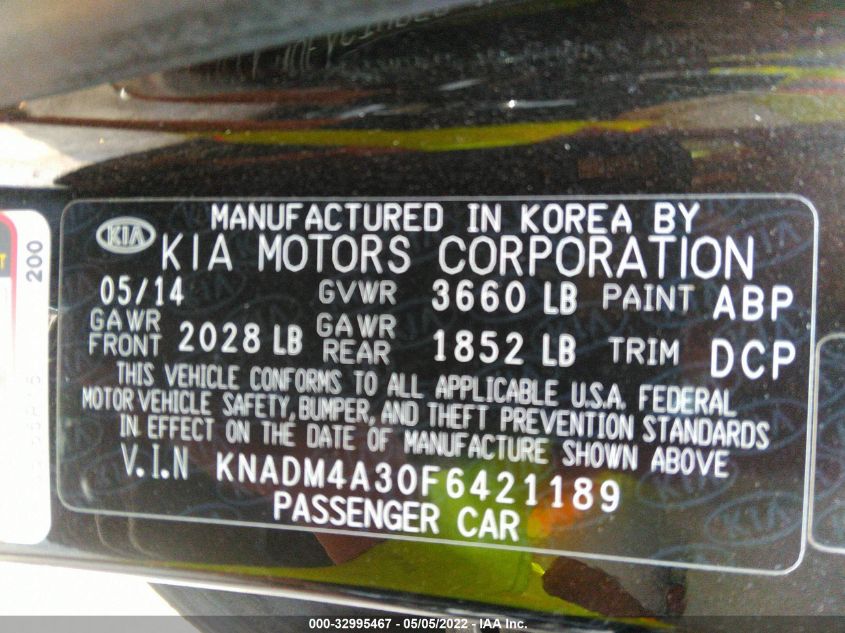 MANUFACTURED IN KOREA BY
KIA KIA MOTORS CORPORATION
05/14 GVWR 3660 LB PAINT ABP
GAWR FRONT 2028 LB GAWR REAR 1852 LB TRIM DCP
THIS VEHICLE CONFORMS TO ALL APPLICABLE U.S.A. FEDERAL
MOTOR VEHICLE SAFETY, BUMPER, AND THEFT PREVENTION STANDARDS
IN EFFECT ON THE DATE OF MANUFACTURE SHOWN ABOVE
V.I.N KNADM4A30F6421189
PASSENGER CAR
200
000-32995467 - 05/05/2022 - IAA Inc.